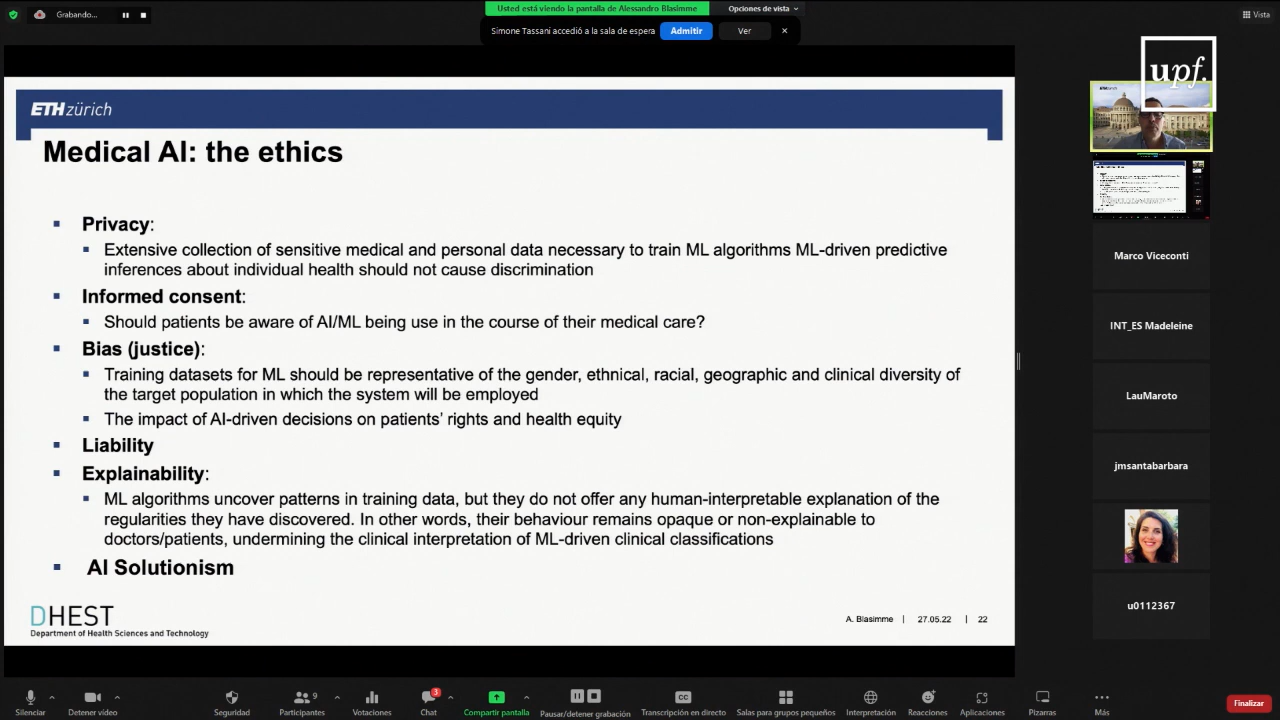 Grabando...
Usted está viendo la pantalla de Alessandro Blasimme
Opciones de vista
Vista
Simone Tassani accedió a la sala de espera
Admitir
Ver
upf.
ETH zürich
Medical AI: the ethics
Privacy:
Extensive collection of sensitive medical and personal data necessary to train ML algorithms ML-driven predictive
inferences about individual health should not cause discrimination
Informed consent:
Should patients be aware of AI/ML being use in the course of their medical care?
Bias (justice):
Training datasets for ML should be representative of the gender, ethnical, racial, geographic and clinical diversity of
the target population in which the system will be employed
The impact of AI-driven decisions on patients' rights and health equity
Liability
Explainability:
ML algorithms uncover patterns in training data, but they do not offer any human-interpretable explanation of the
regularities they have discovered. In other words, their behaviour remains opaque or non-explainable to
doctors/patients, undermining the clinical interpretation of ML-driven clinical classifications
AI Solutionism
DHEST
Department of Health Sciences and Technology
A. Blasimme | 27.05.22 | 22
Marco Viceconti
INT_ES Madeleine
LauMaroto
jmsantabarbara
u0112367
Silenciar
Detener video
Seguridad
Participantes
9
Votaciones
Chat
3
Compartir pantalla
Pausar/detener grabación
CC
Transcripción en directo
Salas para grupos pequeños
Interpretación
Reacciones
Aplicaciones
Pizarras
Más
Finalizar